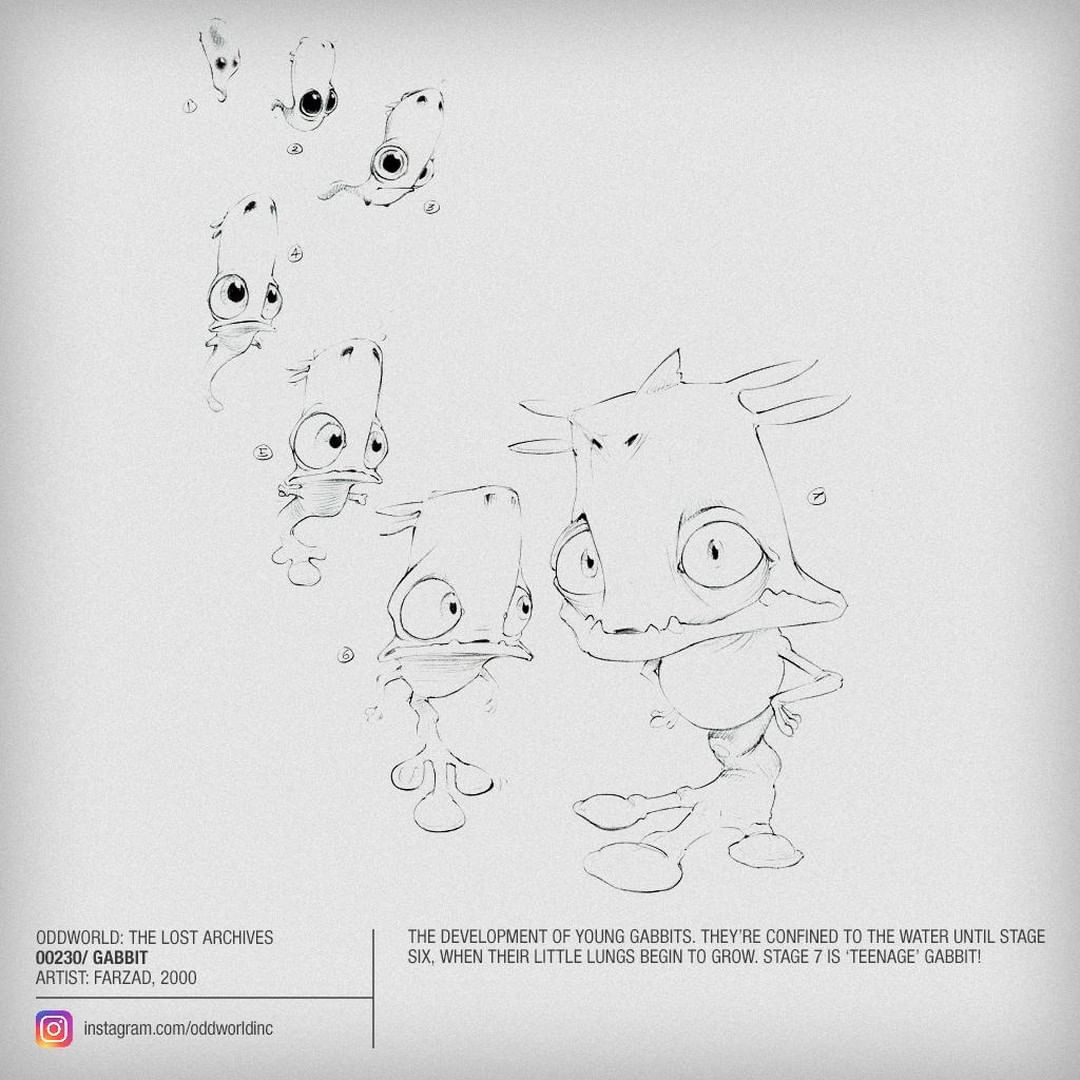 1
2
3
4
5
6
7
ODDWORLD: THE LOST ARCHIVES
00230/ GABBIT
ARTIST: FARZAD, 2000
instagram.com/oddworldinc
THE DEVELOPMENT OF YOUNG GABBITS. THEY'RE CONFINED TO THE WATER UNTIL STAGE
SIX, WHEN THEIR LITTLE LUNGS BEGIN TO GROW. STAGE 7 IS ‘TEENAGE’ GABBIT!